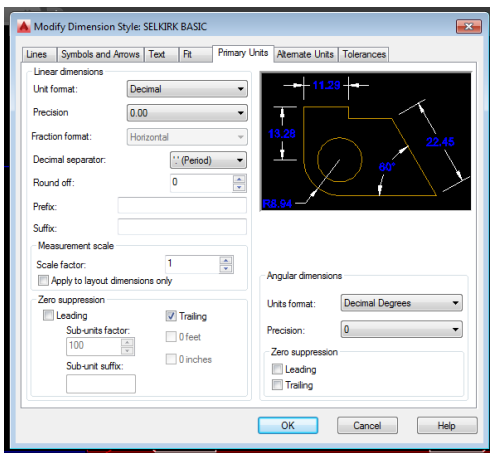 Modify Dimension Style: SELKIRK BASIC
Lines Symbols and Arrows Text Fit Primary Units Alternate Units Tolerances
Linear dimensions
Unit format: Decimal
Precision 0.00
Fraction format: Horizontal
Decimal separator: '.' (Period)
Round off: 0
Prefix:
Suffix:
Measurement scale
Scale factor: 1
Apply to layout dimensions only
Zero suppression
Leading
Trailing
Sub-units factor:
100
0 feet
Sub-unit suffix:
0 inches
11.23
13.26
22.45
60°
R8.94
Angular dimensions
Units format: Decimal Degrees
Precision: 0
Zero suppression
Leading
Trailing
OK Cancel Help